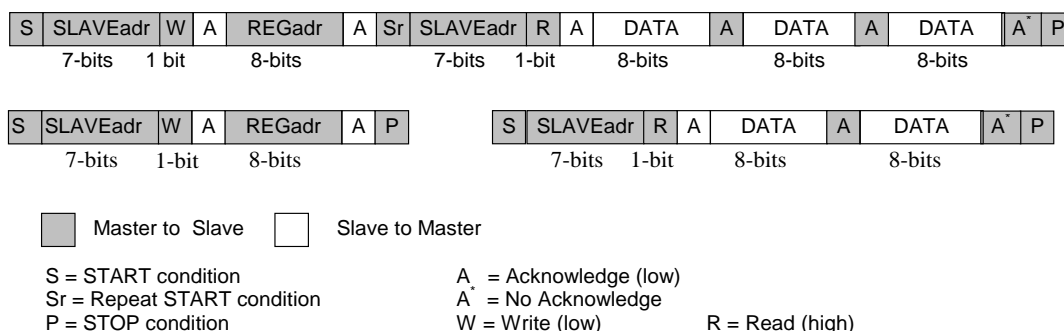 S SLAVEadr W A REGadr A Sr SLAVEadr R A DATA A DATA A DATA A* P
7-bits 1 bit 8-bits 7-bits 1-bit 8-bits 8-bits 8-bits
S SLAVEadr W A REGadr A P S SLAVEadr R A DATA A DATA A* P
7-bits 1-bit 8-bits 7-bits 1-bit 8-bits 8-bits
Master to Slave Slave to Master
S = START condition A = Acknowledge (low)
Sr = Repeat START condition A* = No Acknowledge
P = STOP condition W = Write (low) R = Read (high)